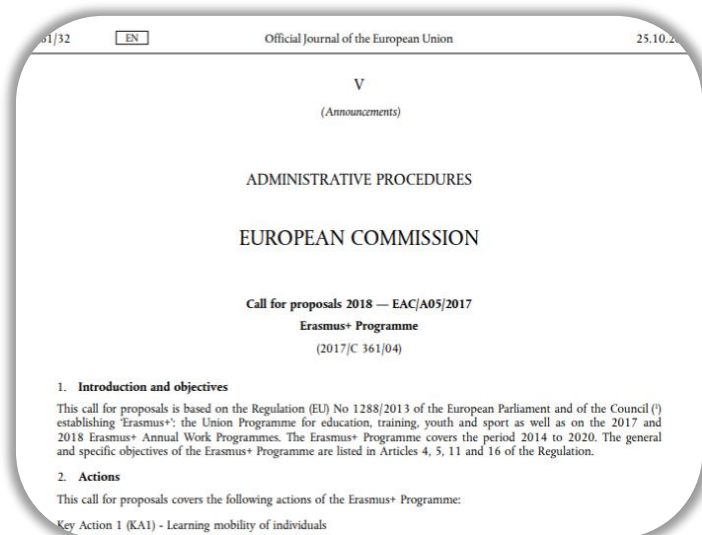 EN
Official Journal of the European Union
V
(Announcements)
ADMINISTRATIVE PROCEDURES
EUROPEAN COMMISSION
Call for proposals 2018 — EAC/A05/2017
Erasmus+ Programme
(2017/C 361/04)
1. Introduction and objectives
This call for proposals is based on the Regulation (EU) No 1288/2013 of the European Parliament and of the Council (¹)
establishing ‘Erasmus+’: the Union Programme for education, training, youth and sport as well as on the 2017 and
2018 Erasmus+ Annual Work Programmes. The Erasmus+ Programme covers the period 2014 to 2020. The general
and specific objectives of the Erasmus+ Programme are listed in Articles 4, 5, 11 and 16 of the Regulation.
2. Actions
This call for proposals covers the following actions of the Erasmus+ Programme:
Key Action 1 (KA1) - Learning mobility of individuals